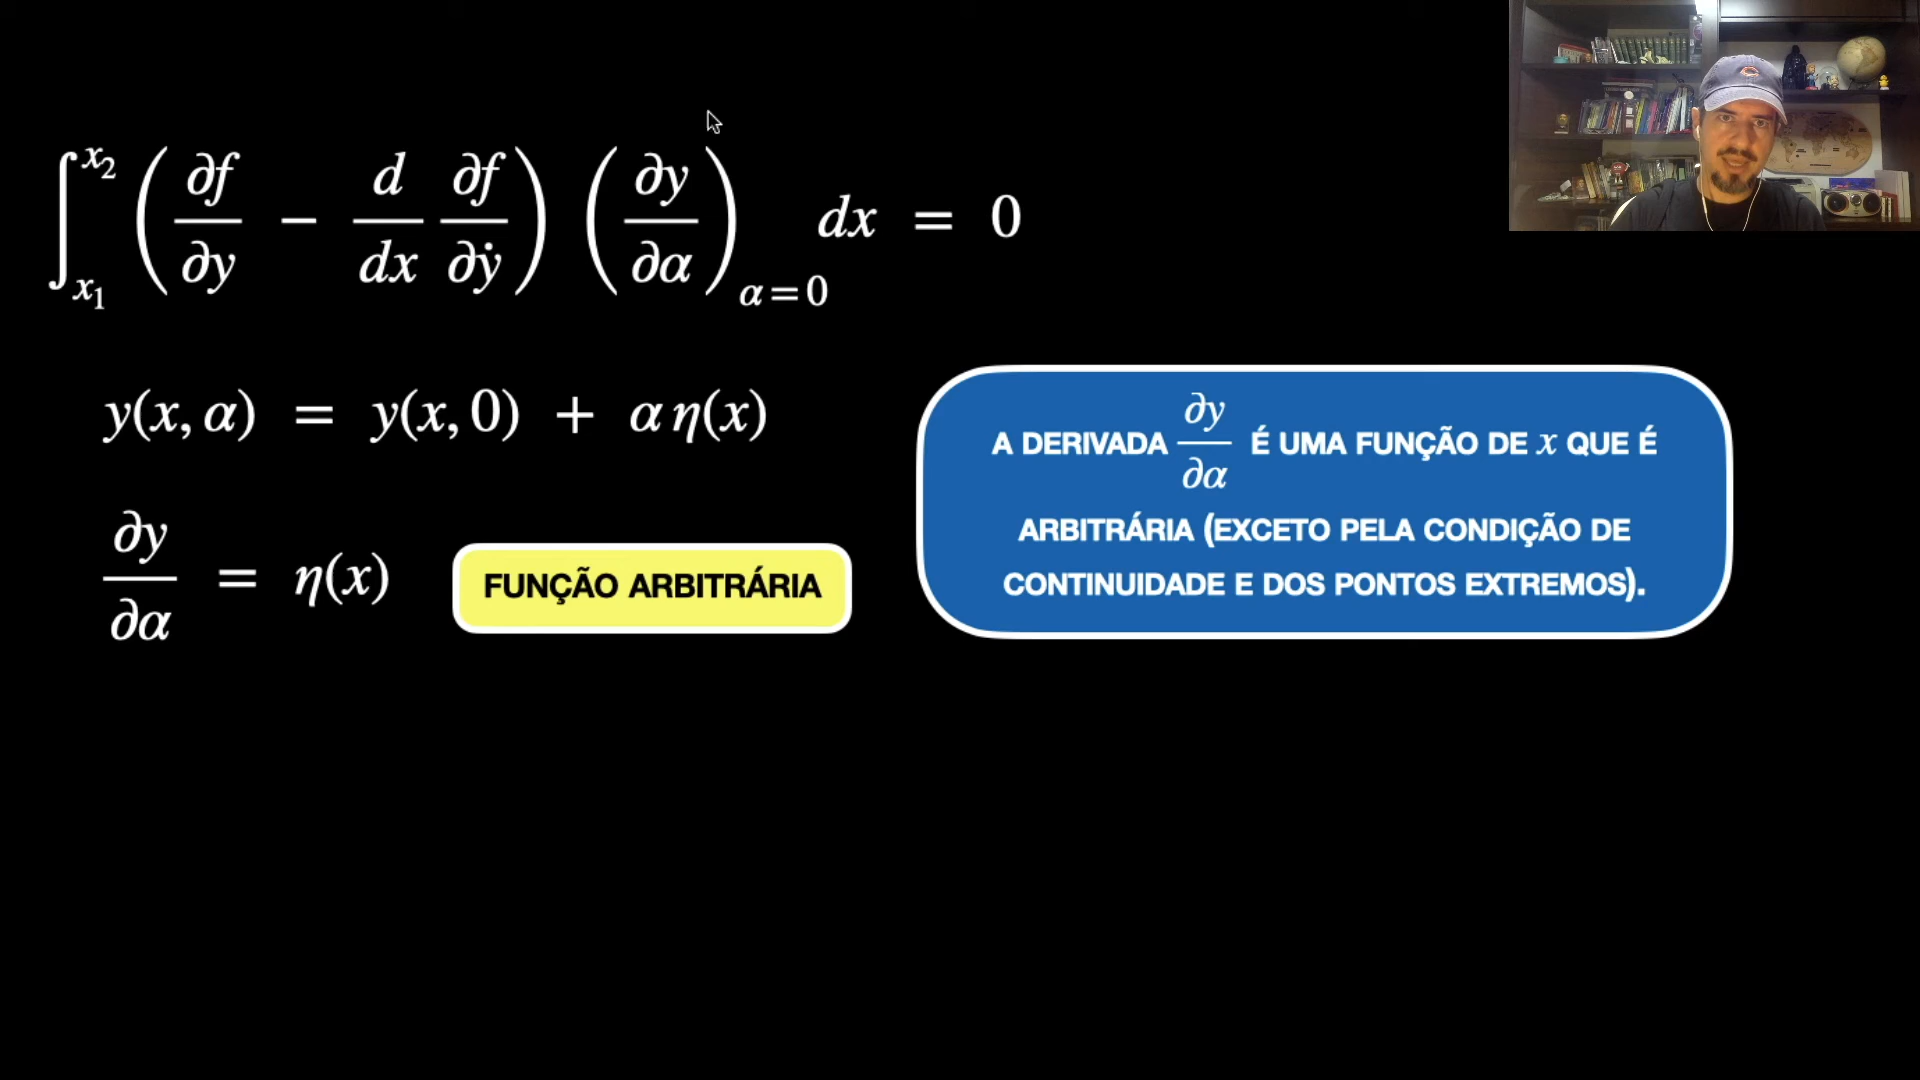 ∫_{x₁}^{x₂} (∂f/∂y − d/dx ∂f/∂ẏ) (∂y/∂α)_{α=0} dx = 0
y(x, α) = y(x, 0) + α η(x)
∂y/∂α = η(x)
FUNÇÃO ARBITRÁRIA
A DERIVADA ∂y/∂α É UMA FUNÇÃO DE x QUE É
ARBITRÁRIA (EXCETO PELA CONDIÇÃO DE
CONTINUIDADE E DOS PONTOS EXTREMOS).